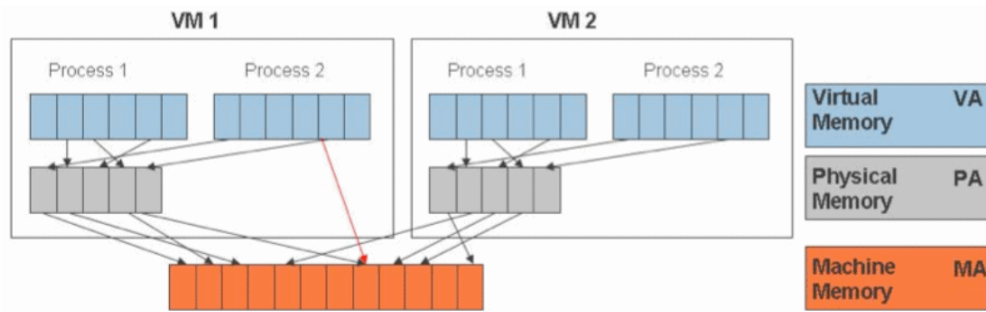 VM 1
VM 2
Process 1
Process 2
Process 1
Process 2
Virtual VA
Memory
Physical PA
Memory
Machine MA
Memory